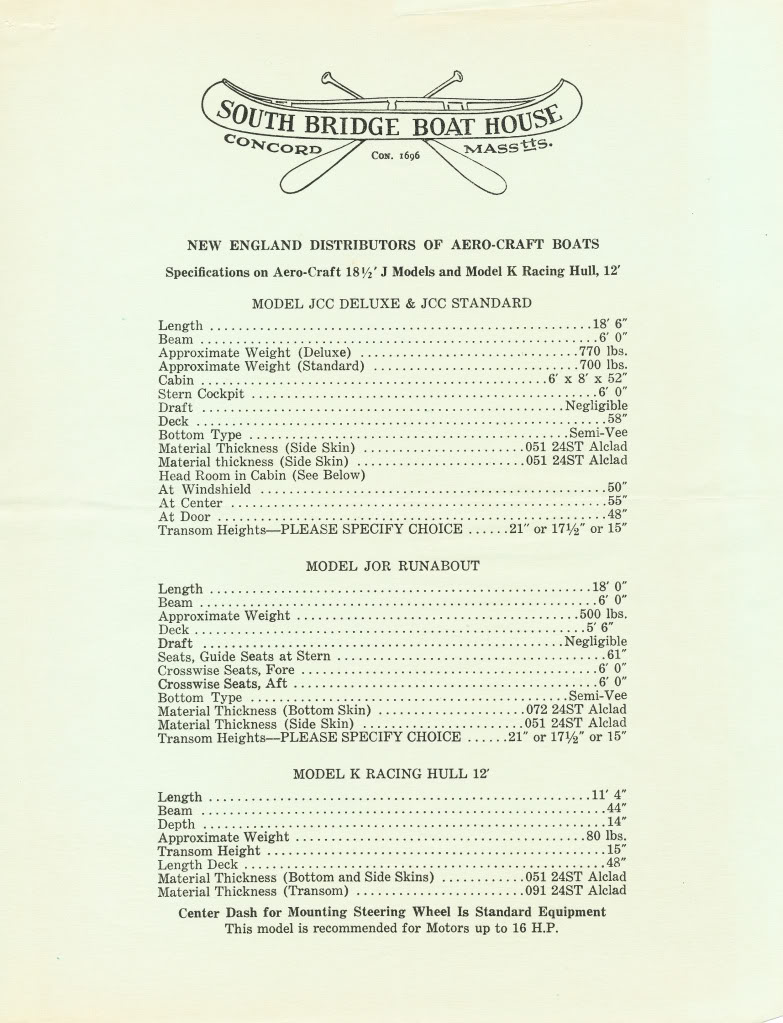 SOUTH BRIDGE BOAT HOUSE
CONCORD MASStts.
CON. 1696
NEW ENGLAND DISTRIBUTORS OF AERO-CRAFT BOATS
Specifications on Aero-Craft 18½′ J Models and Model K Racing Hull, 12′
MODEL JCC DELUXE & JCC STANDARD
Length ................................................18′ 6″
Beam ................................................6′ 0″
Approximate Weight (Deluxe) ..........................770 lbs.
Approximate Weight (Standard) ........................700 lbs.
Cabin ..........................................6′ x 8′ x 52″
Stern Cockpit ..........................................6′ 0″
Draft ..............................................Negligible
Deck ..................................................58″
Bottom Type ........................................Semi-Vee
Material Thickness (Side Skin) ..................051 24ST Alclad
Material thickness (Side Skin) ..................051 24ST Alclad
Head Room in Cabin (See Below)
At Windshield ..........................................50″
At Center ..............................................55″
At Door ................................................48″
Transom Heights—PLEASE SPECIFY CHOICE ......21″ or 17½″ or 15″
MODEL JOR RUNABOUT
Length ................................................18′ 0″
Beam ................................................6′ 0″
Approximate Weight ..................................500 lbs.
Deck ..................................................5′ 6″
Draft ..............................................Negligible
Seats, Guide Seats at Stern ..............................61″
Crosswise Seats, Fore ..................................6′ 0″
Crosswise Seats, Aft ..................................6′ 0″
Bottom Type ........................................Semi-Vee
Material Thickness (Bottom Skin) ................072 24ST Alclad
Material Thickness (Side Skin) ..................051 24ST Alclad
Transom Heights—PLEASE SPECIFY CHOICE ......21″ or 17½″ or 15″
MODEL K RACING HULL 12′
Length ................................................11′ 4″
Beam ..................................................44″
Depth ..................................................14″
Approximate Weight ..................................80 lbs.
Transom Height ..........................................15″
Length Deck ............................................48″
Material Thickness (Bottom and Side Skins) ............051 24ST Alclad
Material Thickness (Transom) ....................091 24ST Alclad
Center Dash for Mounting Steering Wheel Is Standard Equipment
This model is recommended for Motors up to 16 H.P.